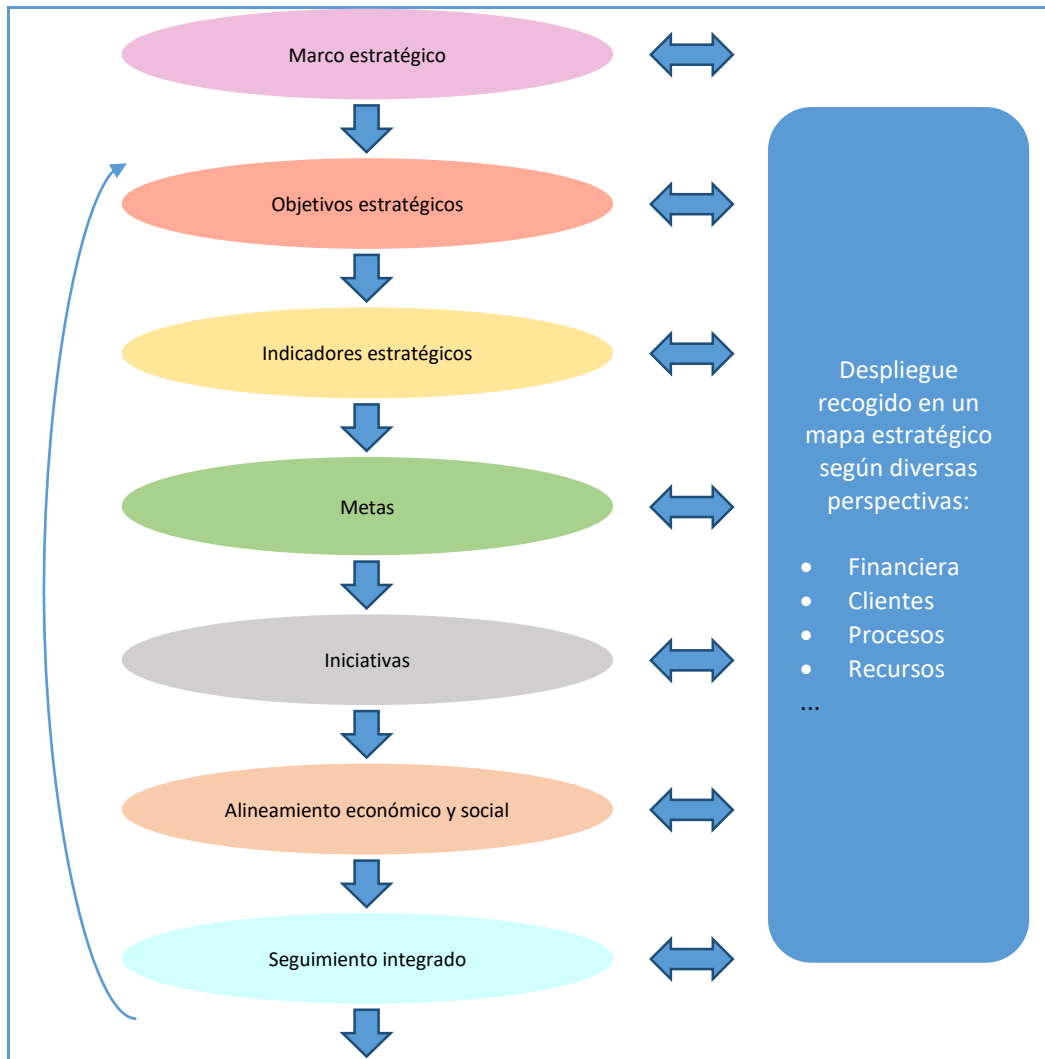 Marco estratégico
Objetivos estratégicos
Indicadores estratégicos
Metas
Iniciativas
Alineamiento económico y social
Seguimiento integrado
Despliegue
recogido en un
mapa estratégico
según diversas
perspectivas:
• Financiera
• Clientes
• Procesos
• Recursos
...